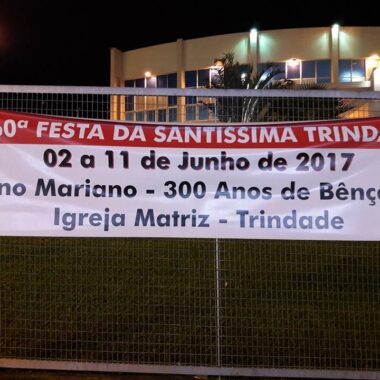 0ª FESTA DA SANTÍSSIMA TRINDA
02 a 11 de Junho de 2017
no Mariano - 300 Anos de Bênç
Igreja Matriz - Trindade